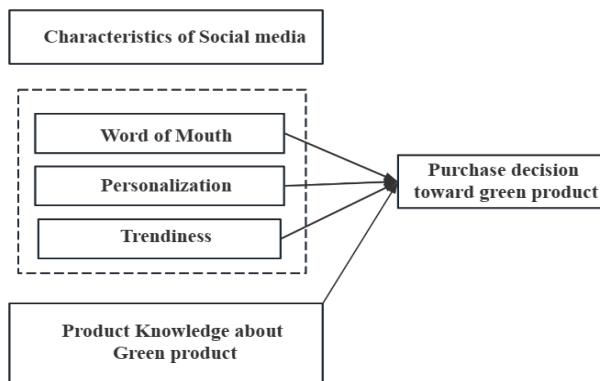 Characteristics of Social media
Word of Mouth
Personalization
Trendiness
Purchase decision
toward green product
Product Knowledge about
Green product